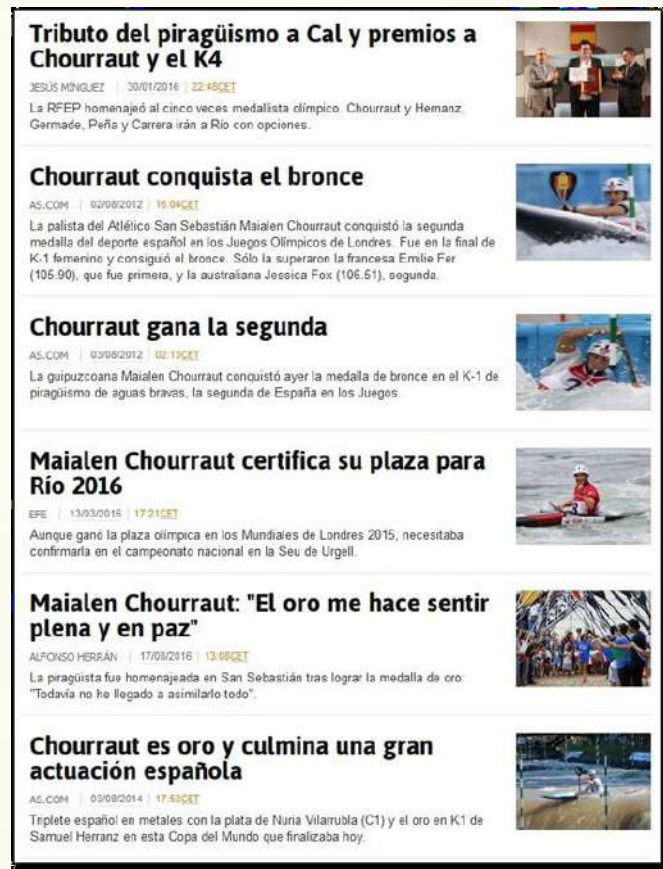 Tributo del piragüismo a Cal y premios a
Chourraut y el K4
JESÚS MÍNGUEZ | 30/01/2016 | 22:48CET
La RFEP homenajeó al cinco veces medallista olímpico. Chourraut y Hernanz,
Germade, Peña y Carrera irán a Río con opciones.
Chourraut conquista el bronce
AS.COM | 02/08/2012 | 16:04CET
La palista del Atlético San Sebastián Maialen Chourraut conquistó la segunda
medalla del deporte español en los Juegos Olímpicos de Londres. Fue en la final de
K-1 femenino y consiguió el bronce. Sólo la superaron la francesa Emilie Fer
(105.90), que fue primera, y la australiana Jessica Fox (106.51), segunda.
Chourraut gana la segunda
AS.COM | 03/08/2012 | 02:13CET
La guipuzcoana Maialen Chourraut conquistó ayer la medalla de bronce en el K-1 de
piragüismo de aguas bravas, la segunda de España en los Juegos.
Maialen Chourraut certifica su plaza para
Río 2016
EFE | 13/03/2016 | 17:21CET
Aunque ganó la plaza olímpica en los Mundiales de Londres 2015, necesitaba
confirmarla en el campeonato nacional en la Seu de Urgell.
Maialen Chourraut: "El oro me hace sentir
plena y en paz"
ALFONSO HERRÁN | 17/08/2016 | 13:08CET
La piragüista fue homenajeada en San Sebastián tras lograr la medalla de oro:
"Todavía no he llegado a asimilarlo todo".
Chourraut es oro y culmina una gran
actuación española
AS.COM | 03/08/2014 | 17:53CET
Triplete español en metales con la plata de Nuria Vilarrubla (C1) y el oro en K1 de
Samuel Herranz en esta Copa del Mundo que finalizaba hoy.